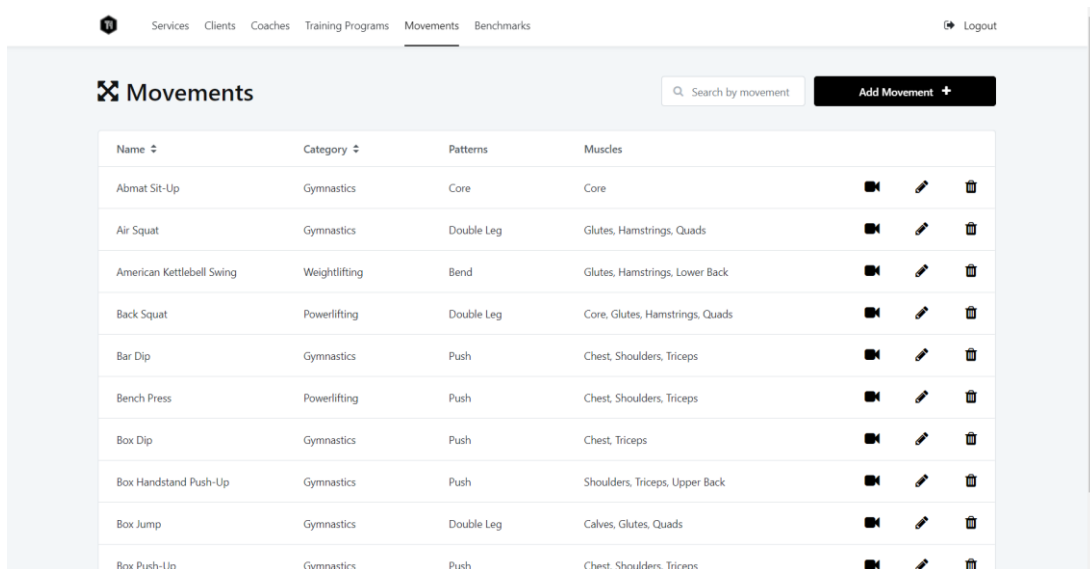 Services Clients Coaches Training Programs Movements Benchmarks Logout
Movements Search by movement Add Movement +
Name Category Patterns Muscles
Abmat Sit-Up Gymnastics Core Core
Air Squat Gymnastics Double Leg Glutes, Hamstrings, Quads
American Kettlebell Swing Weightlifting Bend Glutes, Hamstrings, Lower Back
Back Squat Powerlifting Double Leg Core, Glutes, Hamstrings, Quads
Bar Dip Gymnastics Push Chest, Shoulders, Triceps
Bench Press Powerlifting Push Chest, Shoulders, Triceps
Box Dip Gymnastics Push Chest, Triceps
Box Handstand Push-Up Gymnastics Push Shoulders, Triceps, Upper Back
Box Jump Gymnastics Double Leg Calves, Glutes, Quads
Box Push-Up Gymnastics Push Chest, Shoulders, Triceps